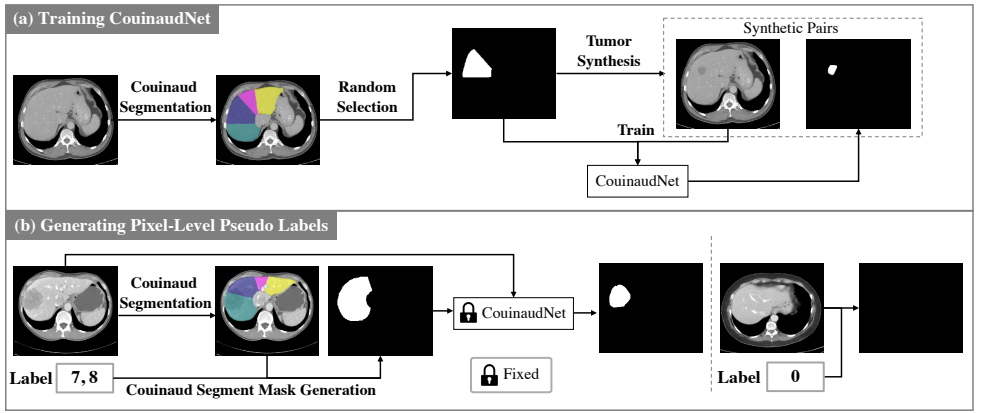 (a) Training CouinaudNet
Synthetic Pairs
Tumor
Synthesis
Couinaud
Segmentation
Random
Selection
Train
CouinaudNet
(b) Generating Pixel-Level Pseudo Labels
Couinaud
Segmentation
CouinaudNet
Fixed
Label 7, 8
Couinaud Segment Mask Generation
Label 0